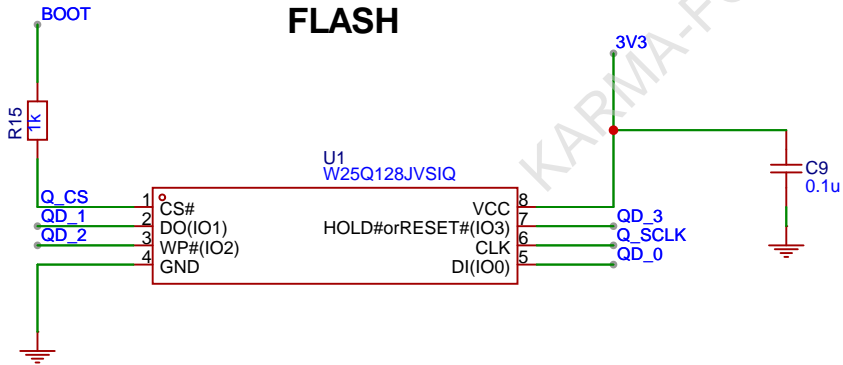 BOOT
FLASH
3V3
R15
1k
U1
W25Q128JVSIQ
C9
0.1u
Q_CS 1 CS# VCC 8
QD_1 2 DO(IO1) HOLD#orRESET#(IO3) 7 QD_3
QD_2 3 WP#(IO2) CLK 6 Q_SCLK
4 GND DI(IO0) 5 QD_0